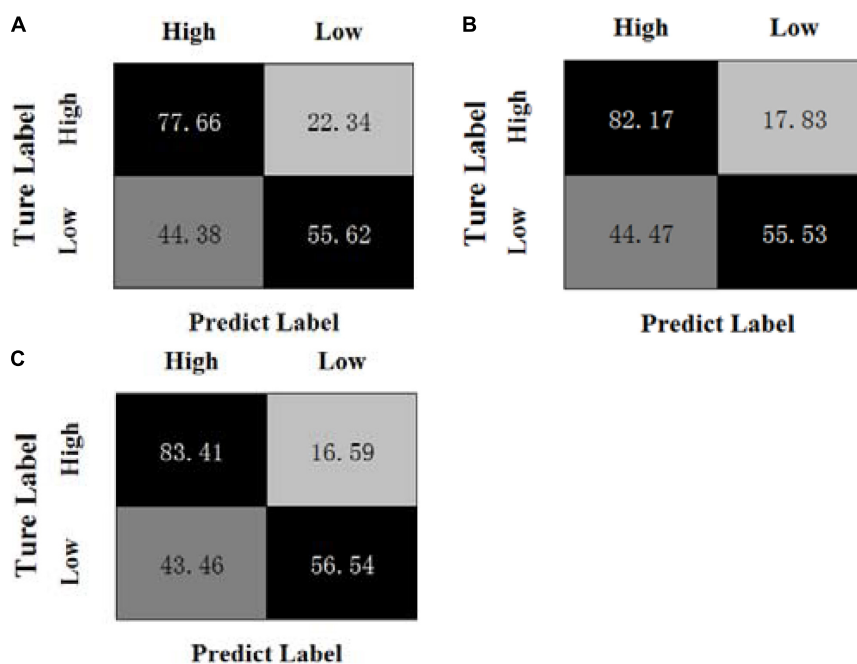 A
High Low
Ture Label
High
77.66 22.34
Low
44.38 55.62
Predict Label
B
High Low
Ture Label
High
82.17 17.83
Low
44.47 55.53
Predict Label
C
High Low
Ture Label
High
83.41 16.59
Low
43.46 56.54
Predict Label